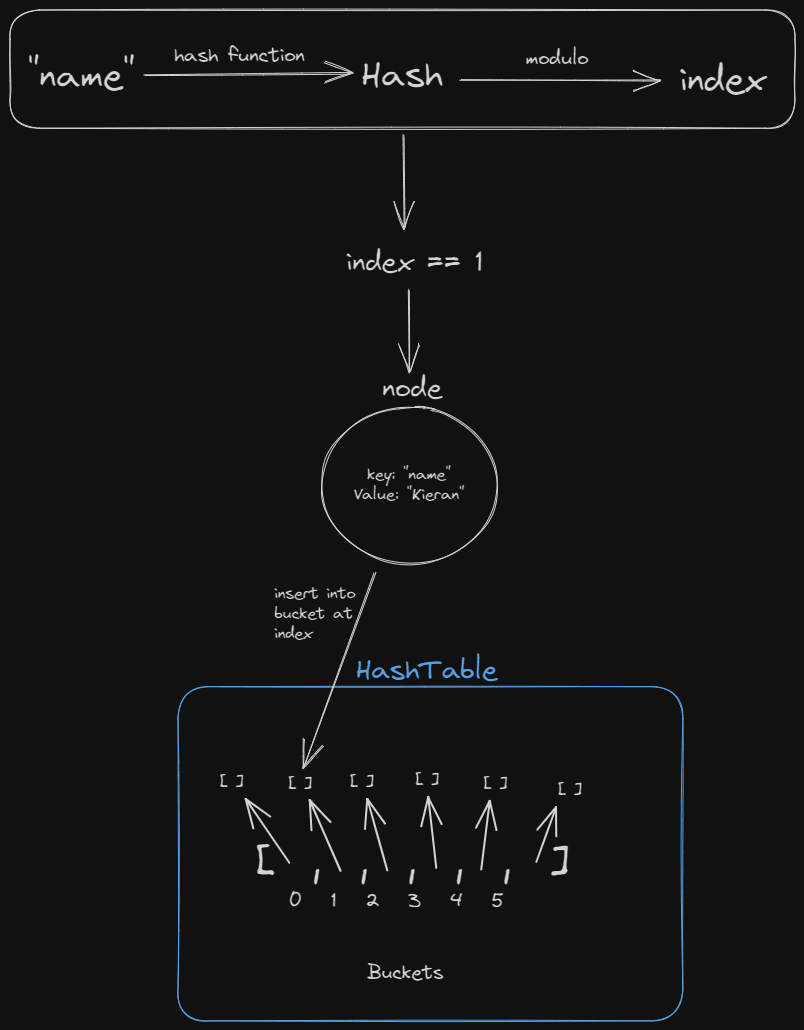 "name"
hash function
Hash
modulo
index
index == 1
node
key: "name"
Value: "Kieran"
insert into
bucket at
index
HashTable
[ ] [ ] [ ] [ ] [ ] [ ]
[ , , , , , ]
0 1 2 3 4 5
Buckets